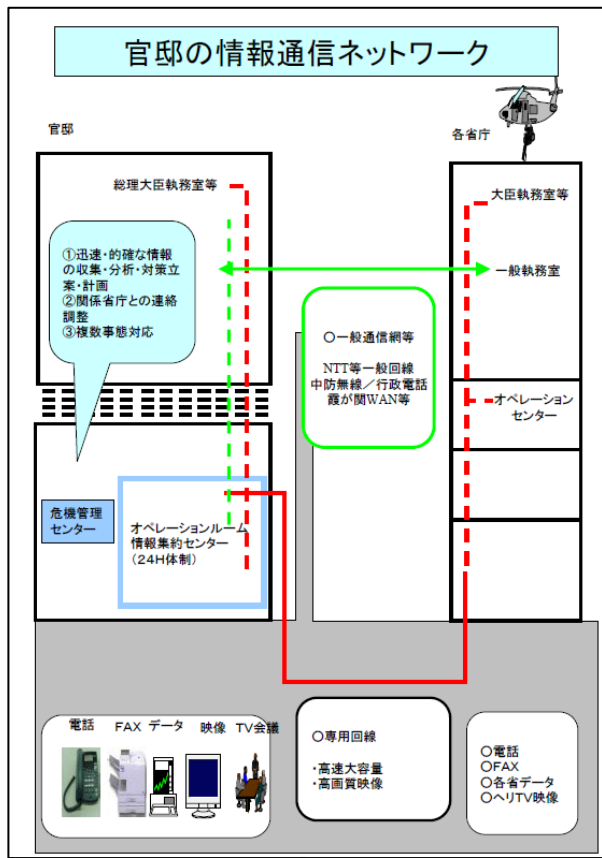 官邸の情報通信ネットワーク
官邸
各省庁
総理大臣執務室等
大臣執務室等
①迅速・的確な情報
の収集・分析・対策立
案・計画
②関係省庁との連絡
調整
③複数事態対応
一般執務室
○一般通信網等
NTT等一般回線
中防無線／行政電話
霞が関WAN等
オペレーション
センター
危機管理
センター
オペレーションルーム
情報集約センター
（２４H体制）
電話
FAX
データ
映像
TV会議
○専用回線
・高速大容量
・高画質映像
○電話
○FAX
○各省データ
○ヘリTV映像